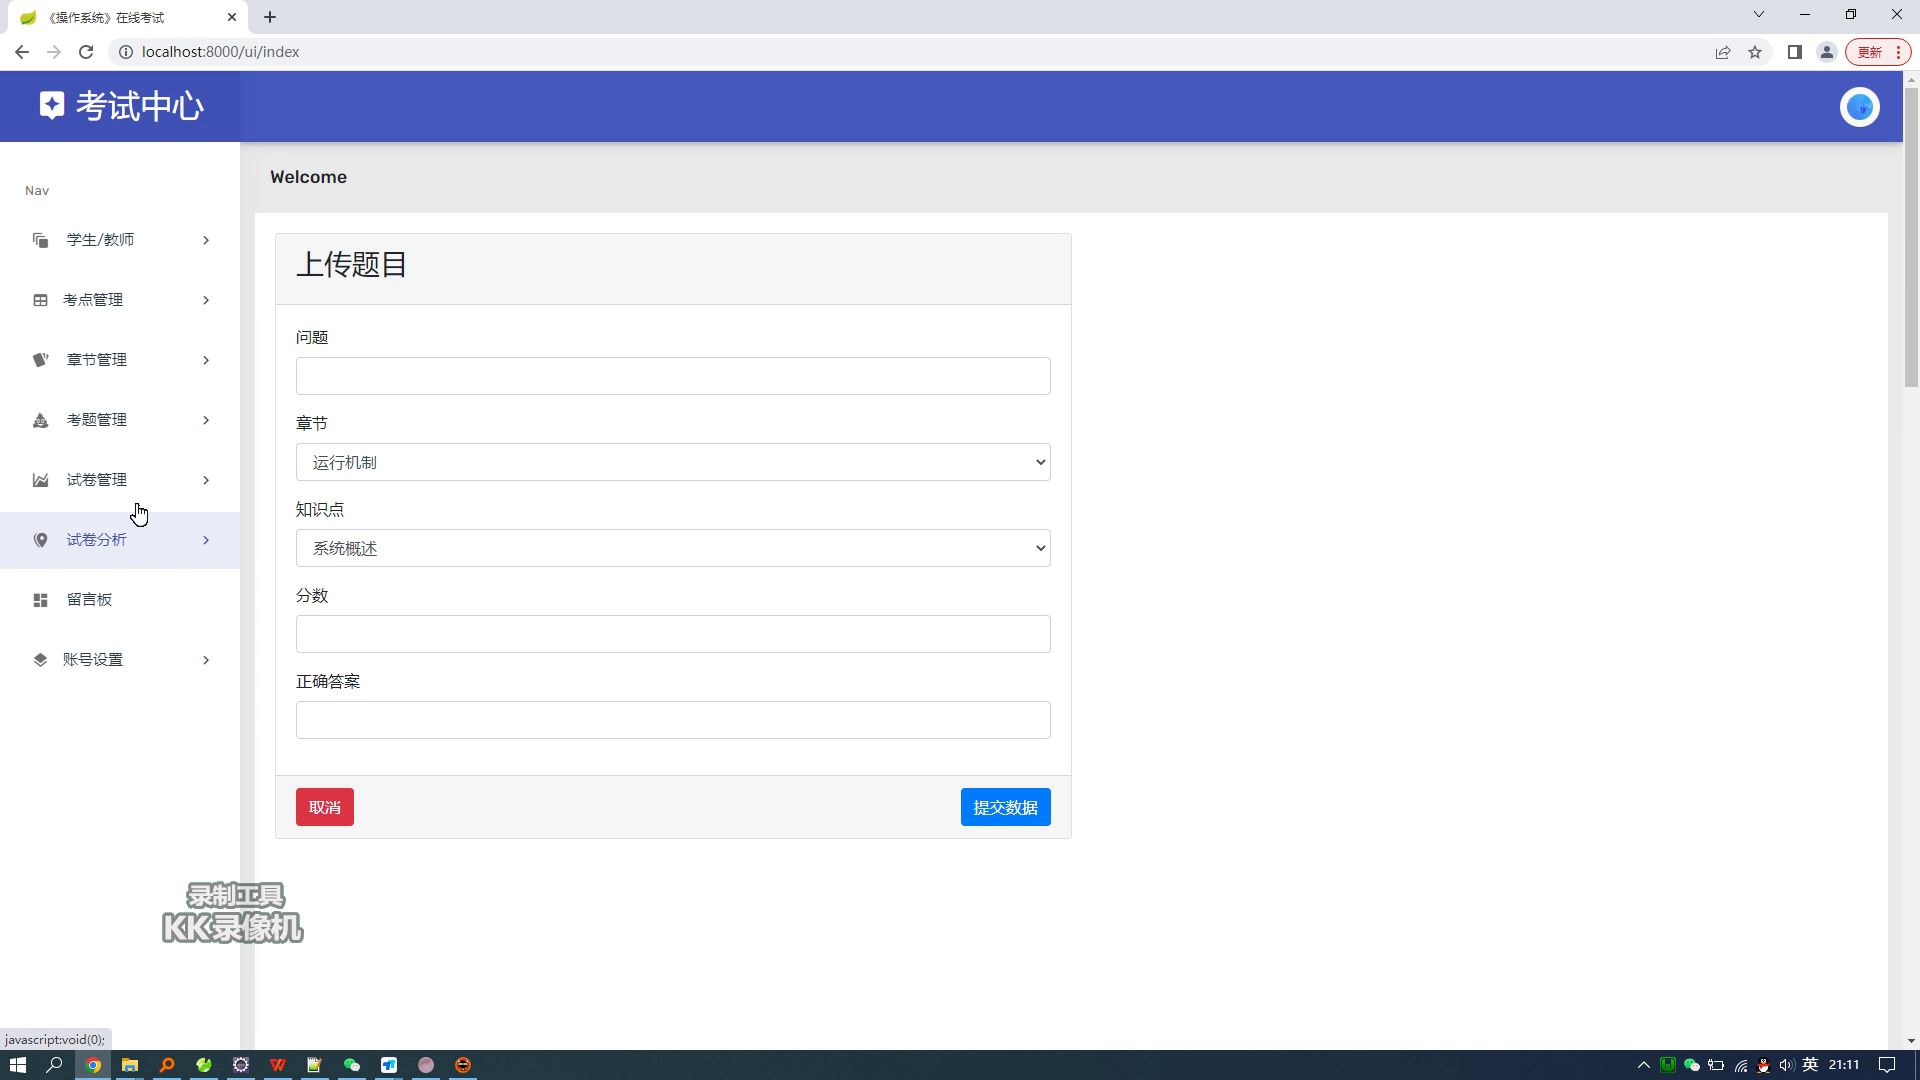 《操作系统》在线考试
localhost:8000/ui/index
更新
考试中心
Welcome
Nav
学生/教师
考点管理
章节管理
考题管理
试卷管理
试卷分析
留言板
账号设置
上传题目
问题
章节
运行机制
知识点
系统概述
分数
正确答案
取消
提交数据
录制工具
KK录像机
javascript:void(0);
英
21:11